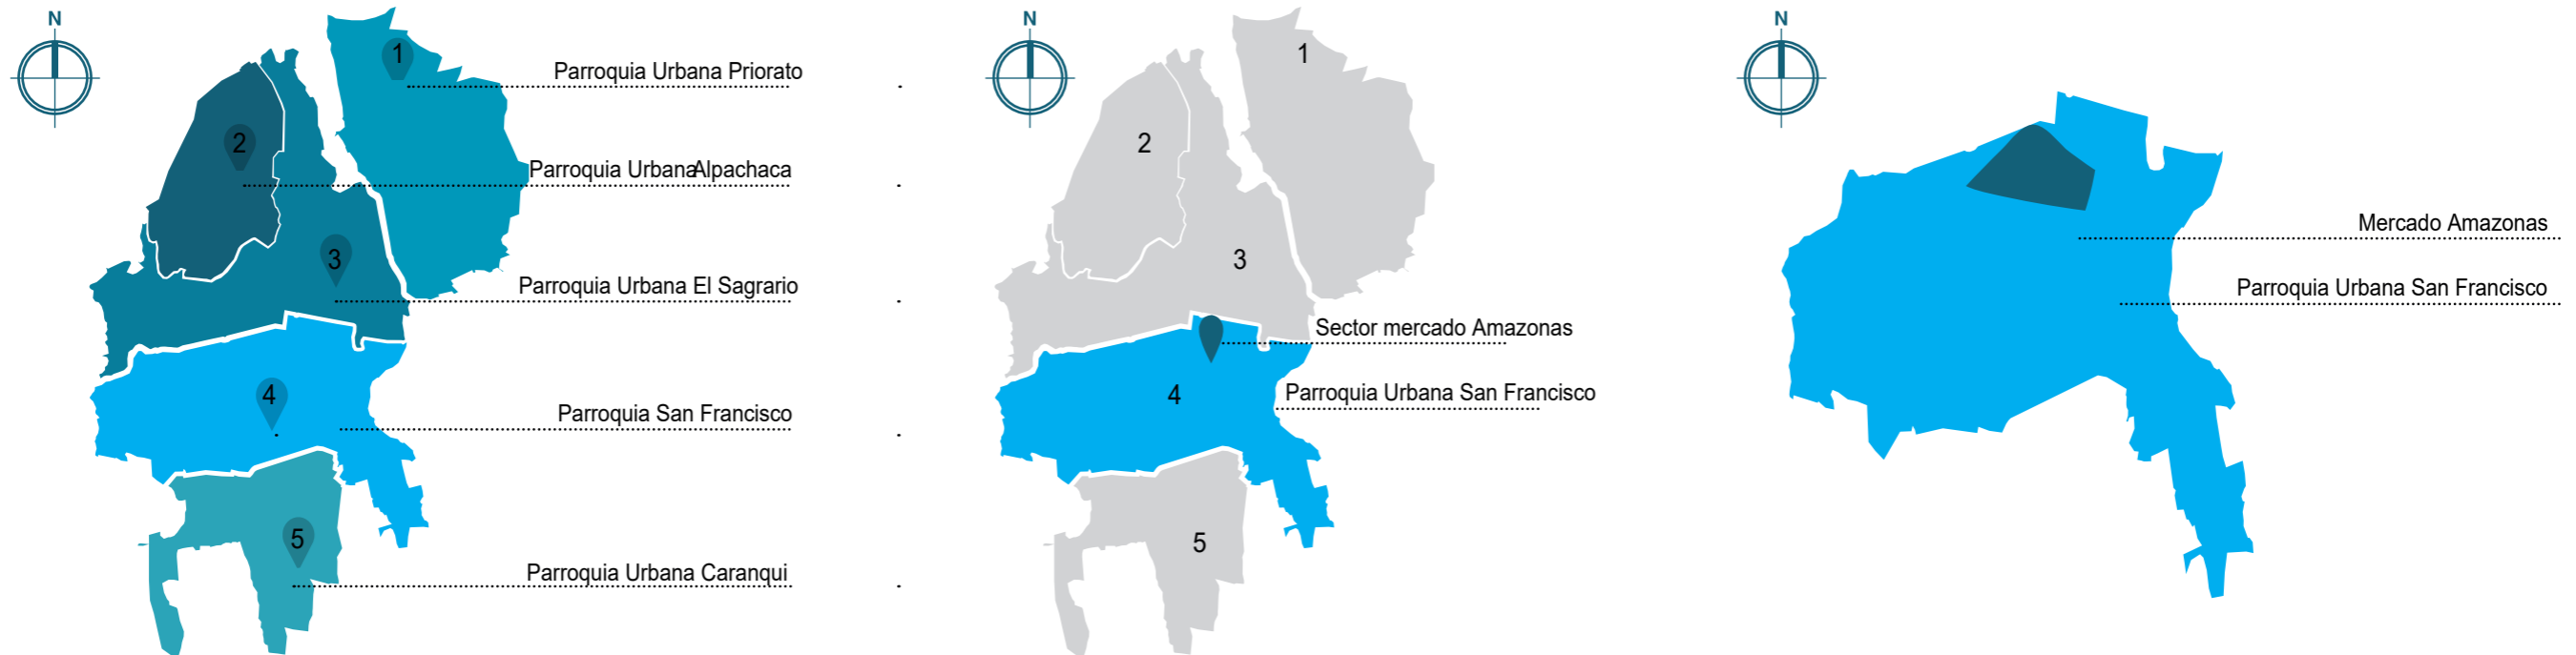 N
1
Parroquia Urbana Priorato
2
Parroquia UrbanaAlpachaca
3
Parroquia Urbana El Sagrario
4
Parroquia San Francisco
5
Parroquia Urbana Caranqui
N
1
2
3
Sector mercado Amazonas
4
Parroquia Urbana San Francisco
5
N
Mercado Amazonas
Parroquia Urbana San Francisco